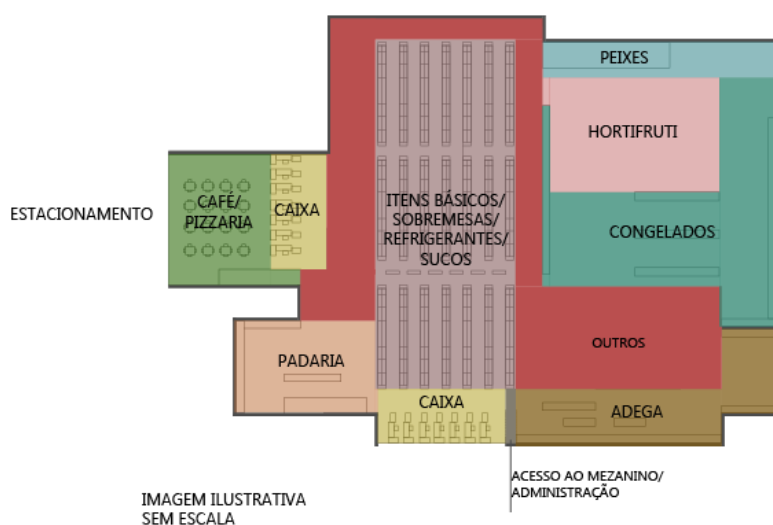 PEIXES
HORTIFRUTI
ESTACIONAMENTO
CAFÉ/
PIZZARIA
CAIXA
ITENS BÁSICOS/
SOBREMESAS/
REFRIGERANTES/
SUCOS
CONGELADOS
PADARIA
OUTROS
CAIXA
ADEGA
ACESSO AO MEZANINO/
ADMINISTRAÇÃO
IMAGEM ILUSTRATIVA
SEM ESCALA